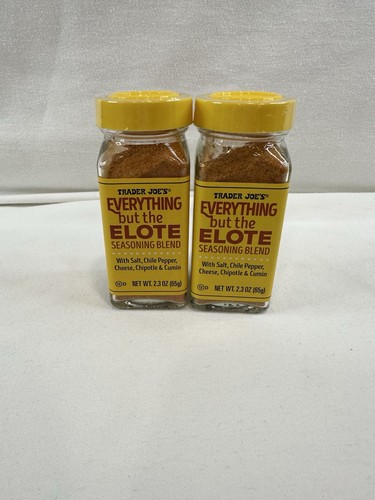 TRADER JOE'S®
EVERYTHING
but the
ELOTE
SEASONING BLEND
With Salt, Chile Pepper,
Cheese, Chipotle & Cumin
U D NET WT. 2.3 OZ (65g)
TRADER JOE'S®
EVERYTHING
but the
ELOTE
SEASONING BLEND
With Salt, Chile Pepper,
Cheese, Chipotle & Cumin
U D NET WT. 2.3 OZ (65g)